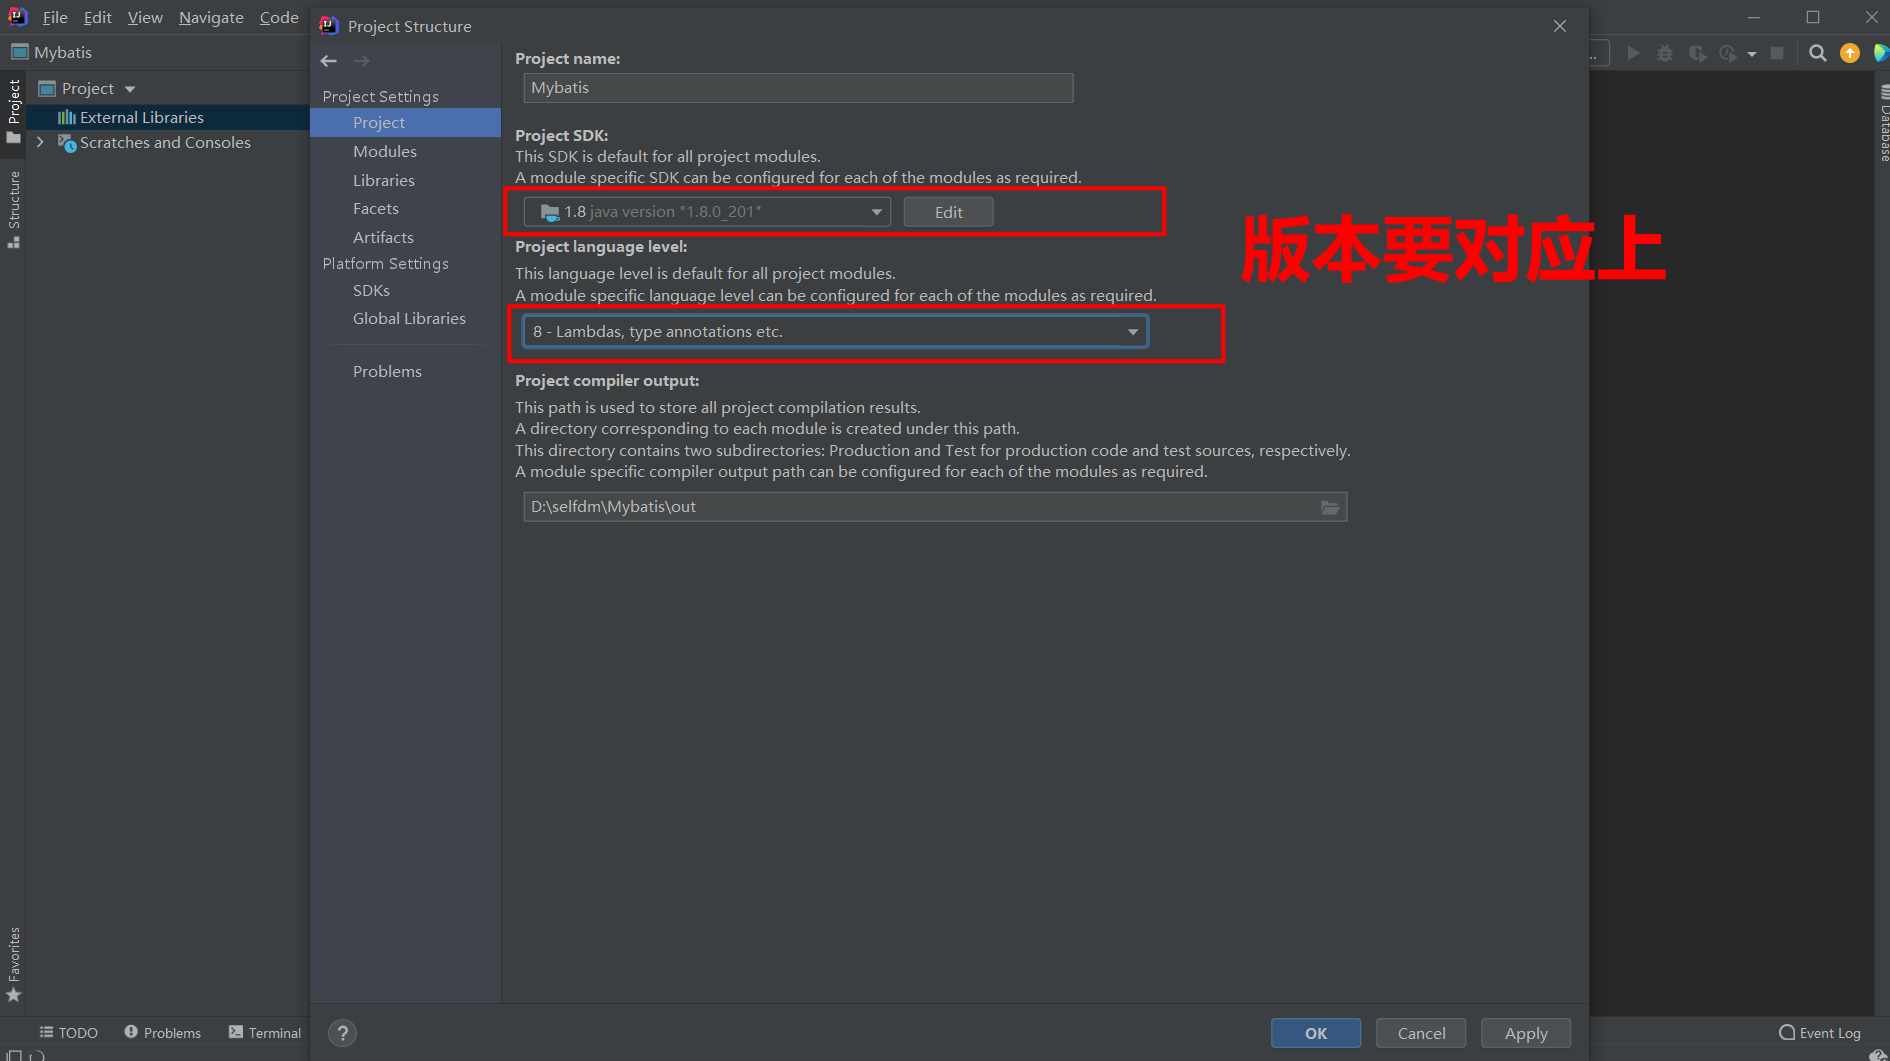 File Edit View Navigate Code
Project Structure
Mybatis
Project
Project
External Libraries
Scratches and Consoles
Structure
Favorites
Project Settings
Project
Modules
Libraries
Facets
Artifacts
Platform Settings
SDKs
Global Libraries
Problems
Project name:
Mybatis
Project SDK:
This SDK is default for all project modules.
A module specific SDK can be configured for each of the modules as required.
1.8 java version "1.8.0_201"
Edit
版本要对应上
Project language level:
This language level is default for all project modules.
A module specific language level can be configured for each of the modules as required.
8 - Lambdas, type annotations etc.
Project compiler output:
This path is used to store all project compilation results.
A directory corresponding to each module is created under this path.
This directory contains two subdirectories: Production and Test for production code and test sources, respectively.
A module specific compiler output path can be configured for each of the modules as required.
D:\selfdm\Mybatis\out
Database
?
OK
Cancel
Apply
TODO
Problems
Terminal
Event Log